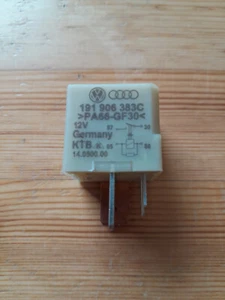 191 906 383C
>PA66-GF30<
12V
Germany
KTB
14.0500.00